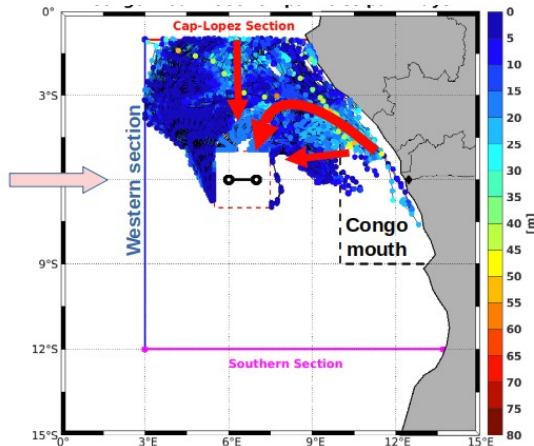 Cap-Lopez Section
Western section
Congo
mouth
Southern Section
0°
3°S
6°S
9°S
12°S
15°S
0°
3°E
6°E
9°E
12°E
15°E
0
5
10
15
20
25
30
35
40
45
50
55
60
65
70
75
80
[m]